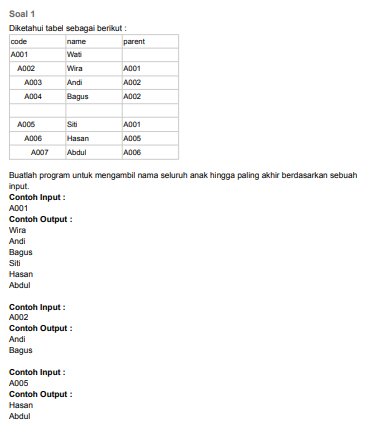 Soal 1
Diketahui tabel sebagai berikut :
code name parent
A001 Wati
A002 Wira A001
A003 Andi A002
A004 Bagus A002
A005 Siti A001
A006 Hasan A005
A007 Abdul A006
Buatlah program untuk mengambil nama seluruh anak hingga paling akhir berdasarkan sebuah
input.
Contoh Input :
A001
Contoh Output :
Wira
Andi
Bagus
Siti
Hasan
Abdul
Contoh Input :
A002
Contoh Output :
Andi
Bagus
Contoh Input :
A005
Contoh Output :
Hasan
Abdul